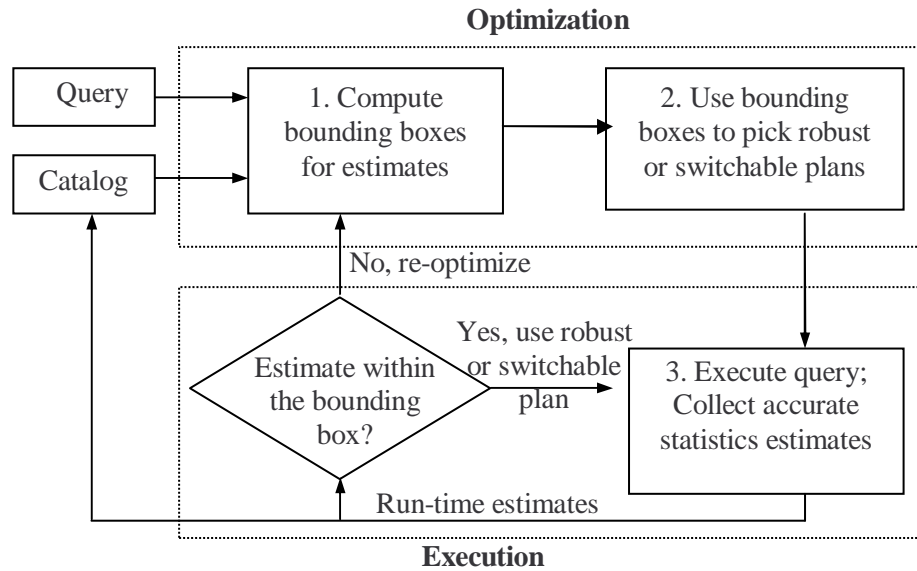 Optimization
Query
1. Compute
bounding boxes
for estimates
2. Use bounding
boxes to pick robust
or switchable plans
Catalog
No, re-optimize
Estimate within
the bounding
box?
Yes, use robust
or switchable
plan
3. Execute query;
Collect accurate
statistics estimates
Run-time estimates
Execution